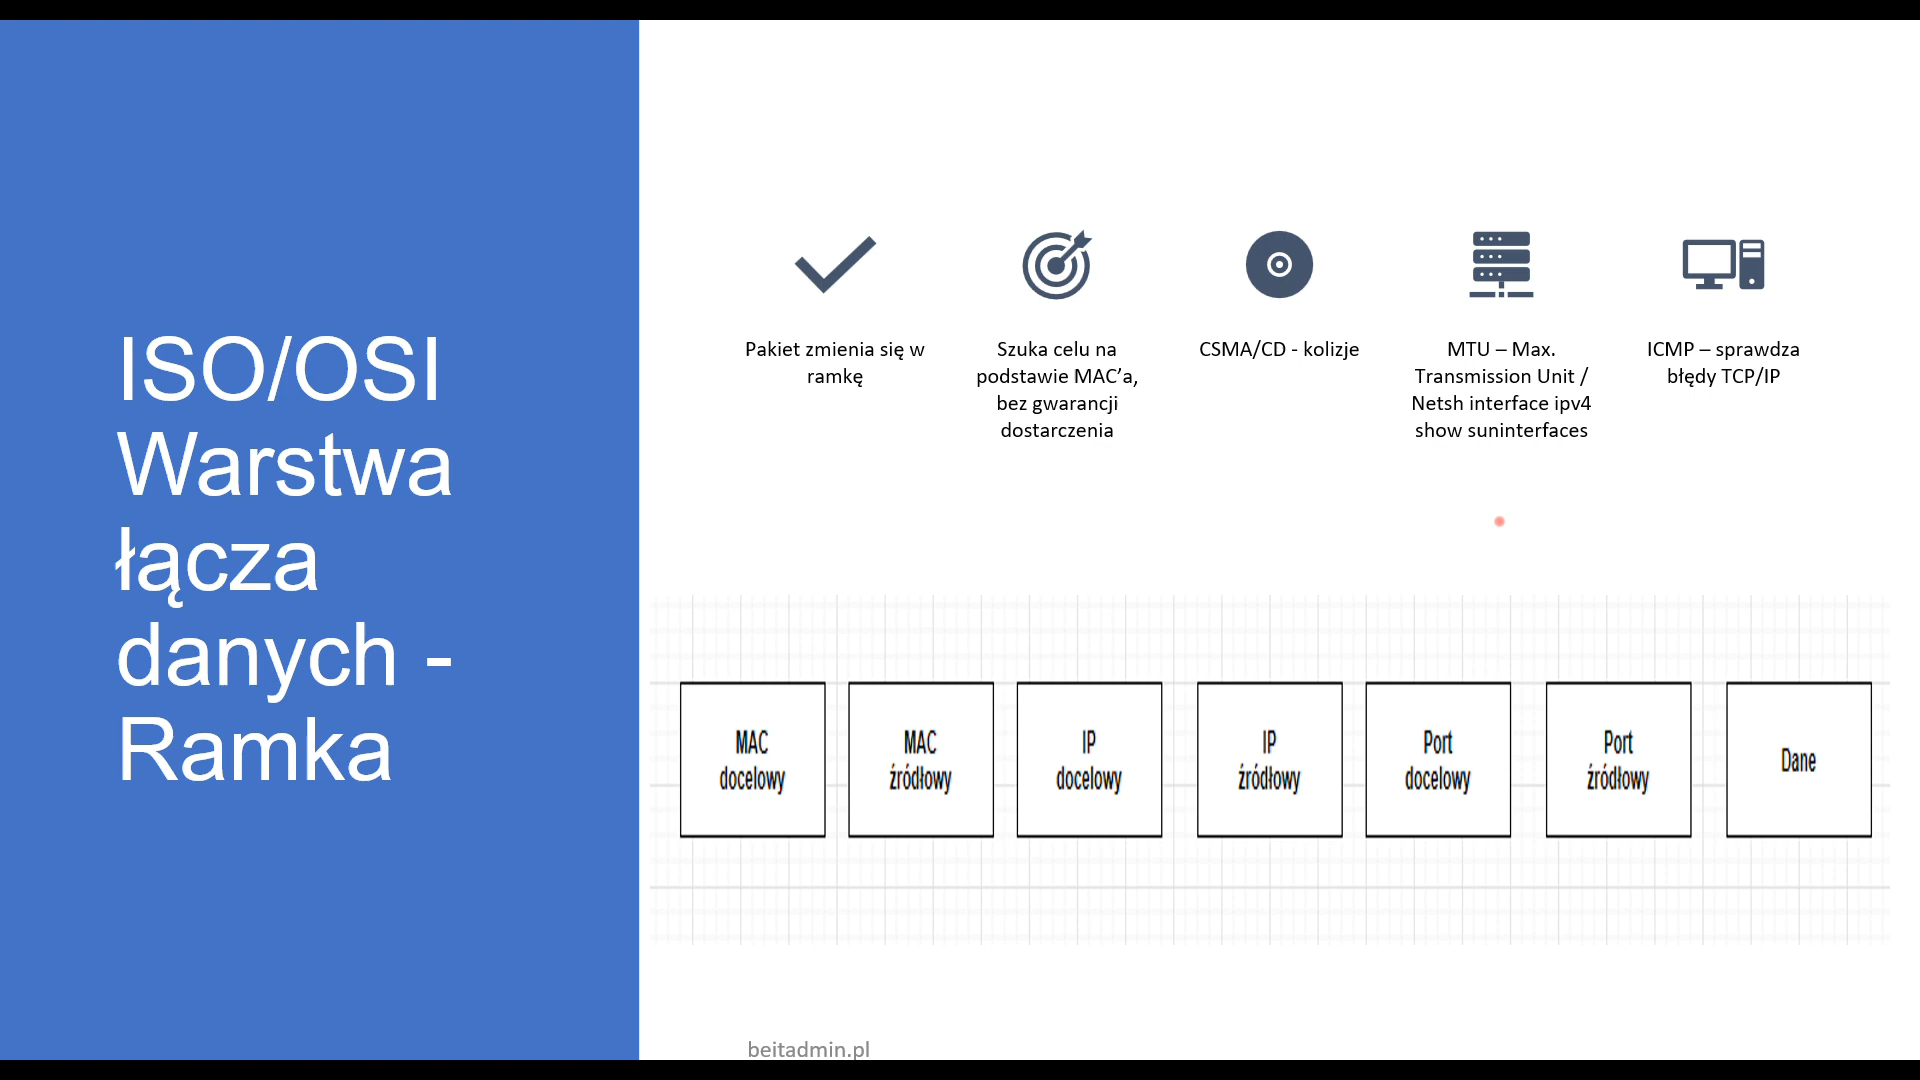 ISO/OSI
Warstwa
łącza
danych -
Ramka
Pakiet zmienia się w
ramkę
Szuka celu na
podstawie MAC’a,
bez gwarancji
dostarczenia
CSMA/CD - kolizje
MTU – Max.
Transmission Unit /
Netsh interface ipv4
show suninterfaces
ICMP – sprawdza
błędy TCP/IP
MAC
docelowy
MAC
źródłowy
IP
docelowy
IP
źródłowy
Port
docelowy
Port
źródłowy
Dane
beitadmin.pl